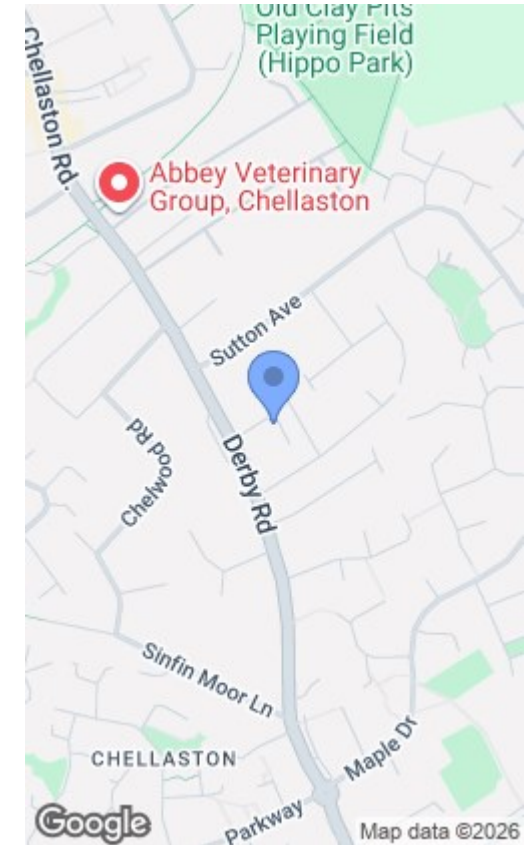 Old Clay Pits
Playing Field
(Hippo Park)
Chellaston Rd.
Abbey Veterinary
Group, Chellaston
Sutton Ave
Chelwood Rd
Derby Rd
Sinfin Moor Ln
CHELLASTON
Maple Dr
Parkway
Google
Map data ©2026